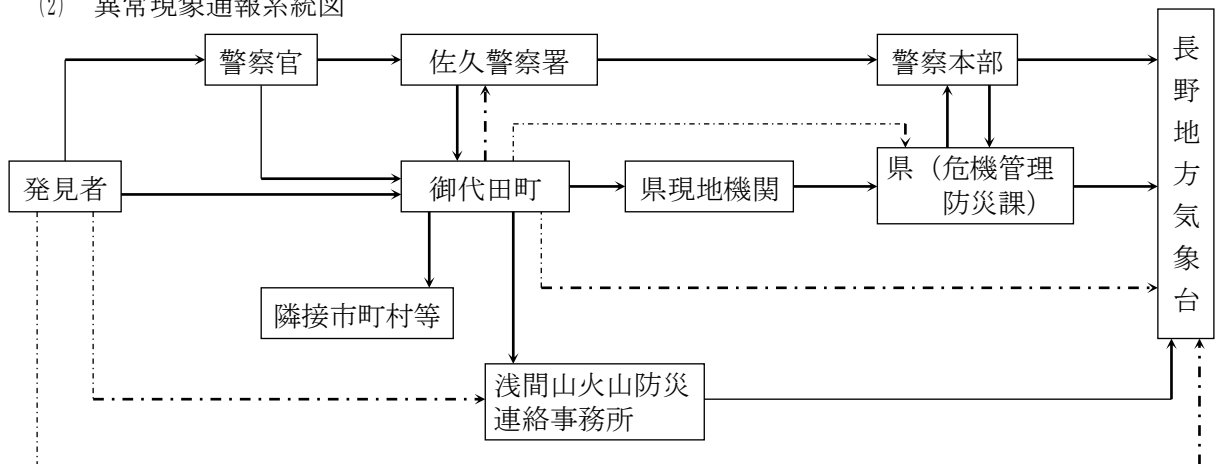 ⑵ 異常現象通報系統図
警察官
佐久警察署
警察本部
長野地方気象台
発見者
御代田町
県現地機関
県（危機管理
防災課）
隣接市町村等
浅間山火山防災
連絡事務所